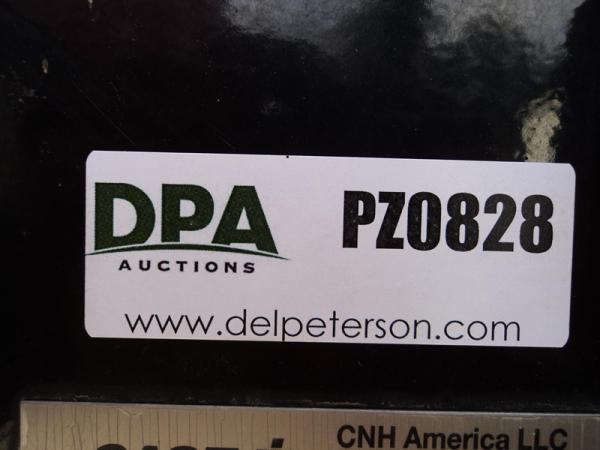 DPA
AUCTIONS
PZ0828
www.delpeterson.com
CNH America LLC